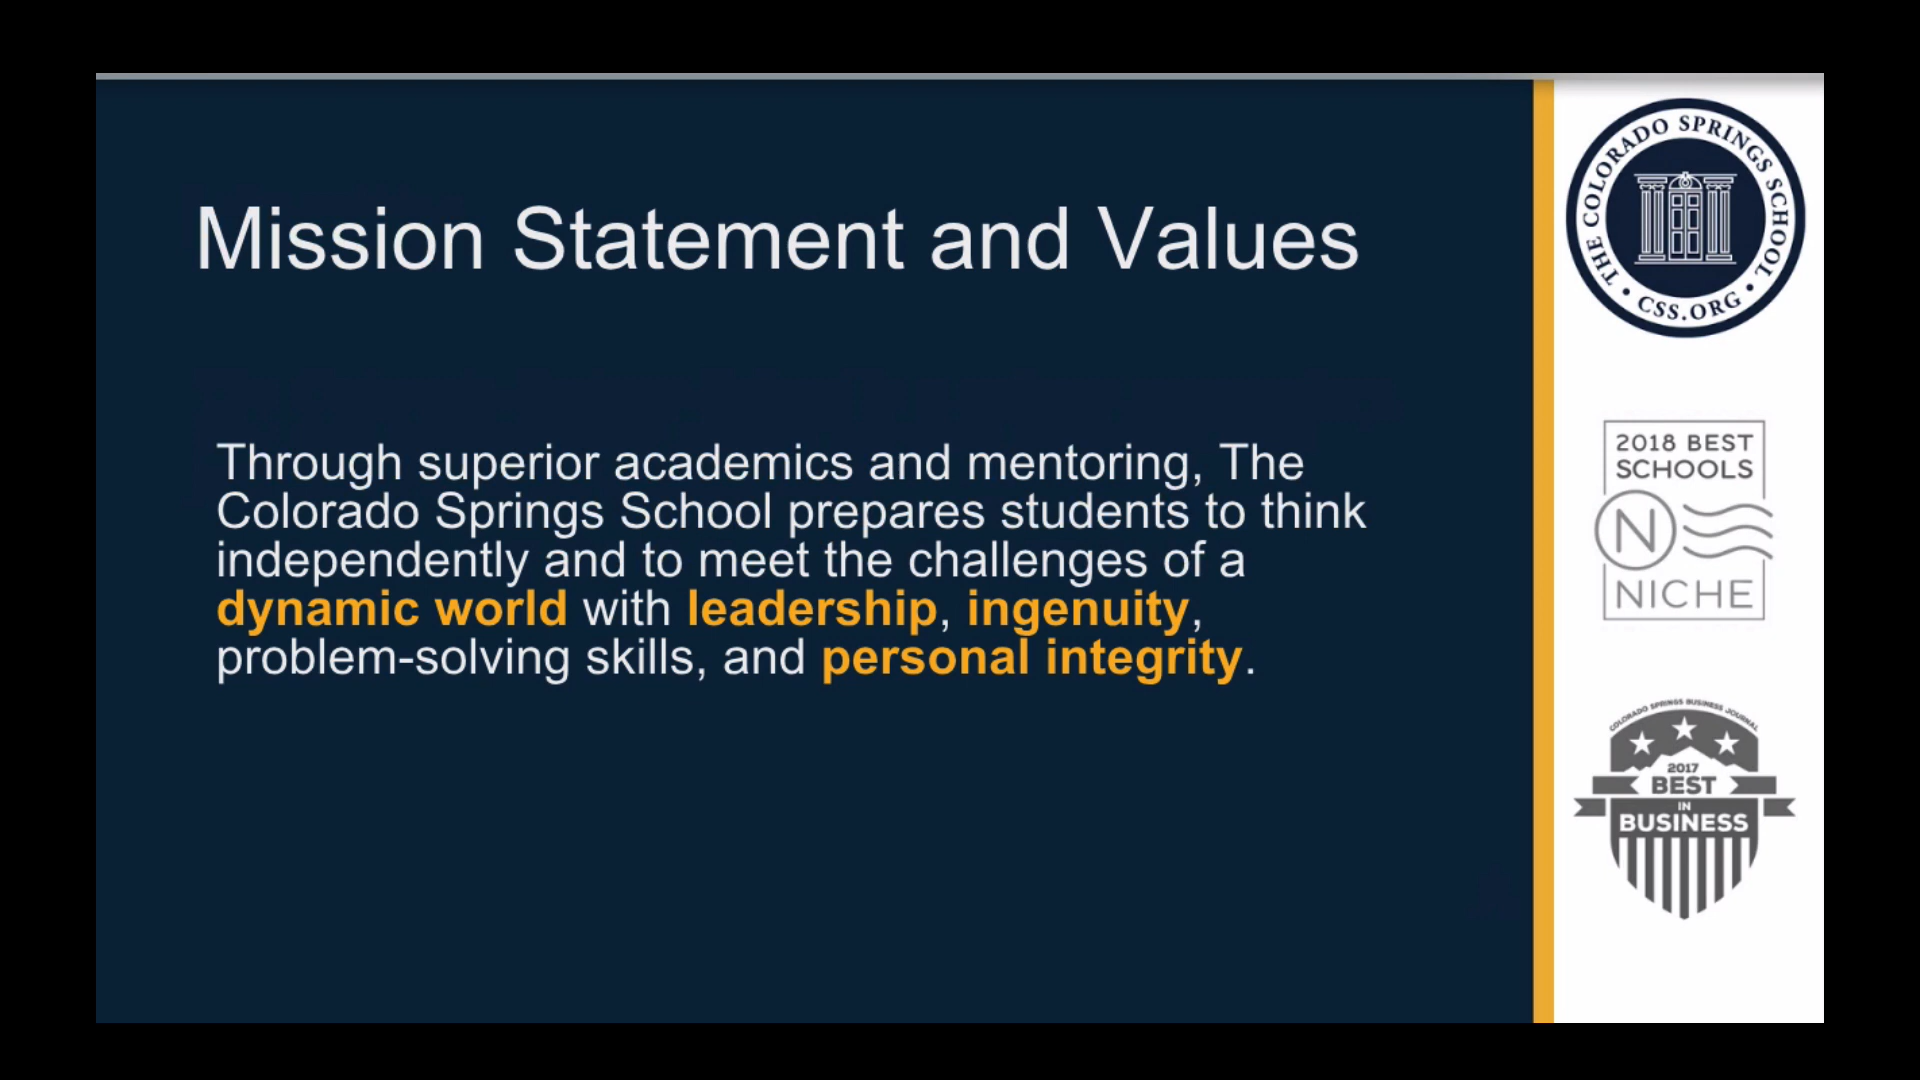 Mission Statement and Values
Through superior academics and mentoring, The
Colorado Springs School prepares students to think
independently and to meet the challenges of a
dynamic world with leadership, ingenuity,
problem-solving skills, and personal integrity.
THE COLORADO SPRINGS SCHOOL
• CSS.ORG •
2018 BEST
SCHOOLS
N
NICHE
COLORADO SPRINGS BUSINESS JOURNAL
2017
BEST
IN
BUSINESS